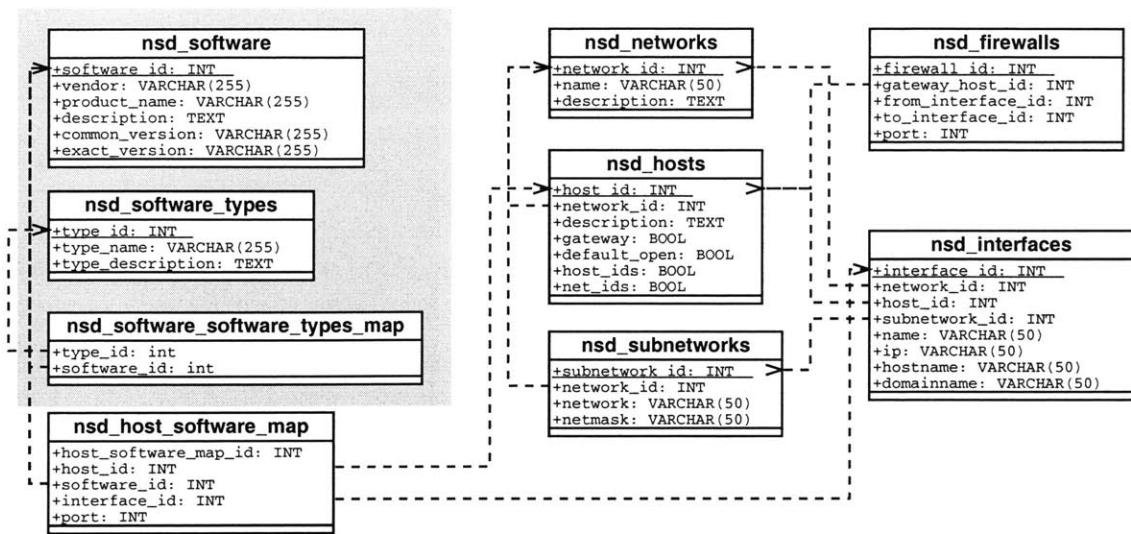 nsd_software
+software_id: INT
+vendor: VARCHAR(255)
+product_name: VARCHAR(255)
+description: TEXT
+common_version: VARCHAR(255)
+exact_version: VARCHAR(255)
nsd_software_types
+type_id: INT
+type_name: VARCHAR(255)
+type_description: TEXT
nsd_software_software_types_map
+type_id: int
+software_id: int
nsd_host_software_map
+host_software_map_id: INT
+host_id: INT
+software_id: INT
+interface_id: INT
+port: INT
nsd_networks
+network_id: INT
+name: VARCHAR(50)
+description: TEXT
nsd_hosts
+host_id: INT
+network_id: INT
+description: TEXT
+gateway: BOOL
+default_open: BOOL
+host_ids: BOOL
+net_ids: BOOL
nsd_subnetworks
+subnetwork_id: INT
+network_id: INT
+network: VARCHAR(50)
+netmask: VARCHAR(50)
nsd_firewalls
+firewall_id: INT
+gateway_host_id: INT
+from_interface_id: INT
+to_interface_id: INT
+port: INT
nsd_interfaces
+interface_id: INT
+network_id: INT
+host_id: INT
+subnetwork_id: INT
+name: VARCHAR(50)
+ip: VARCHAR(50)
+hostname: VARCHAR(50)
+domainname: VARCHAR(50)